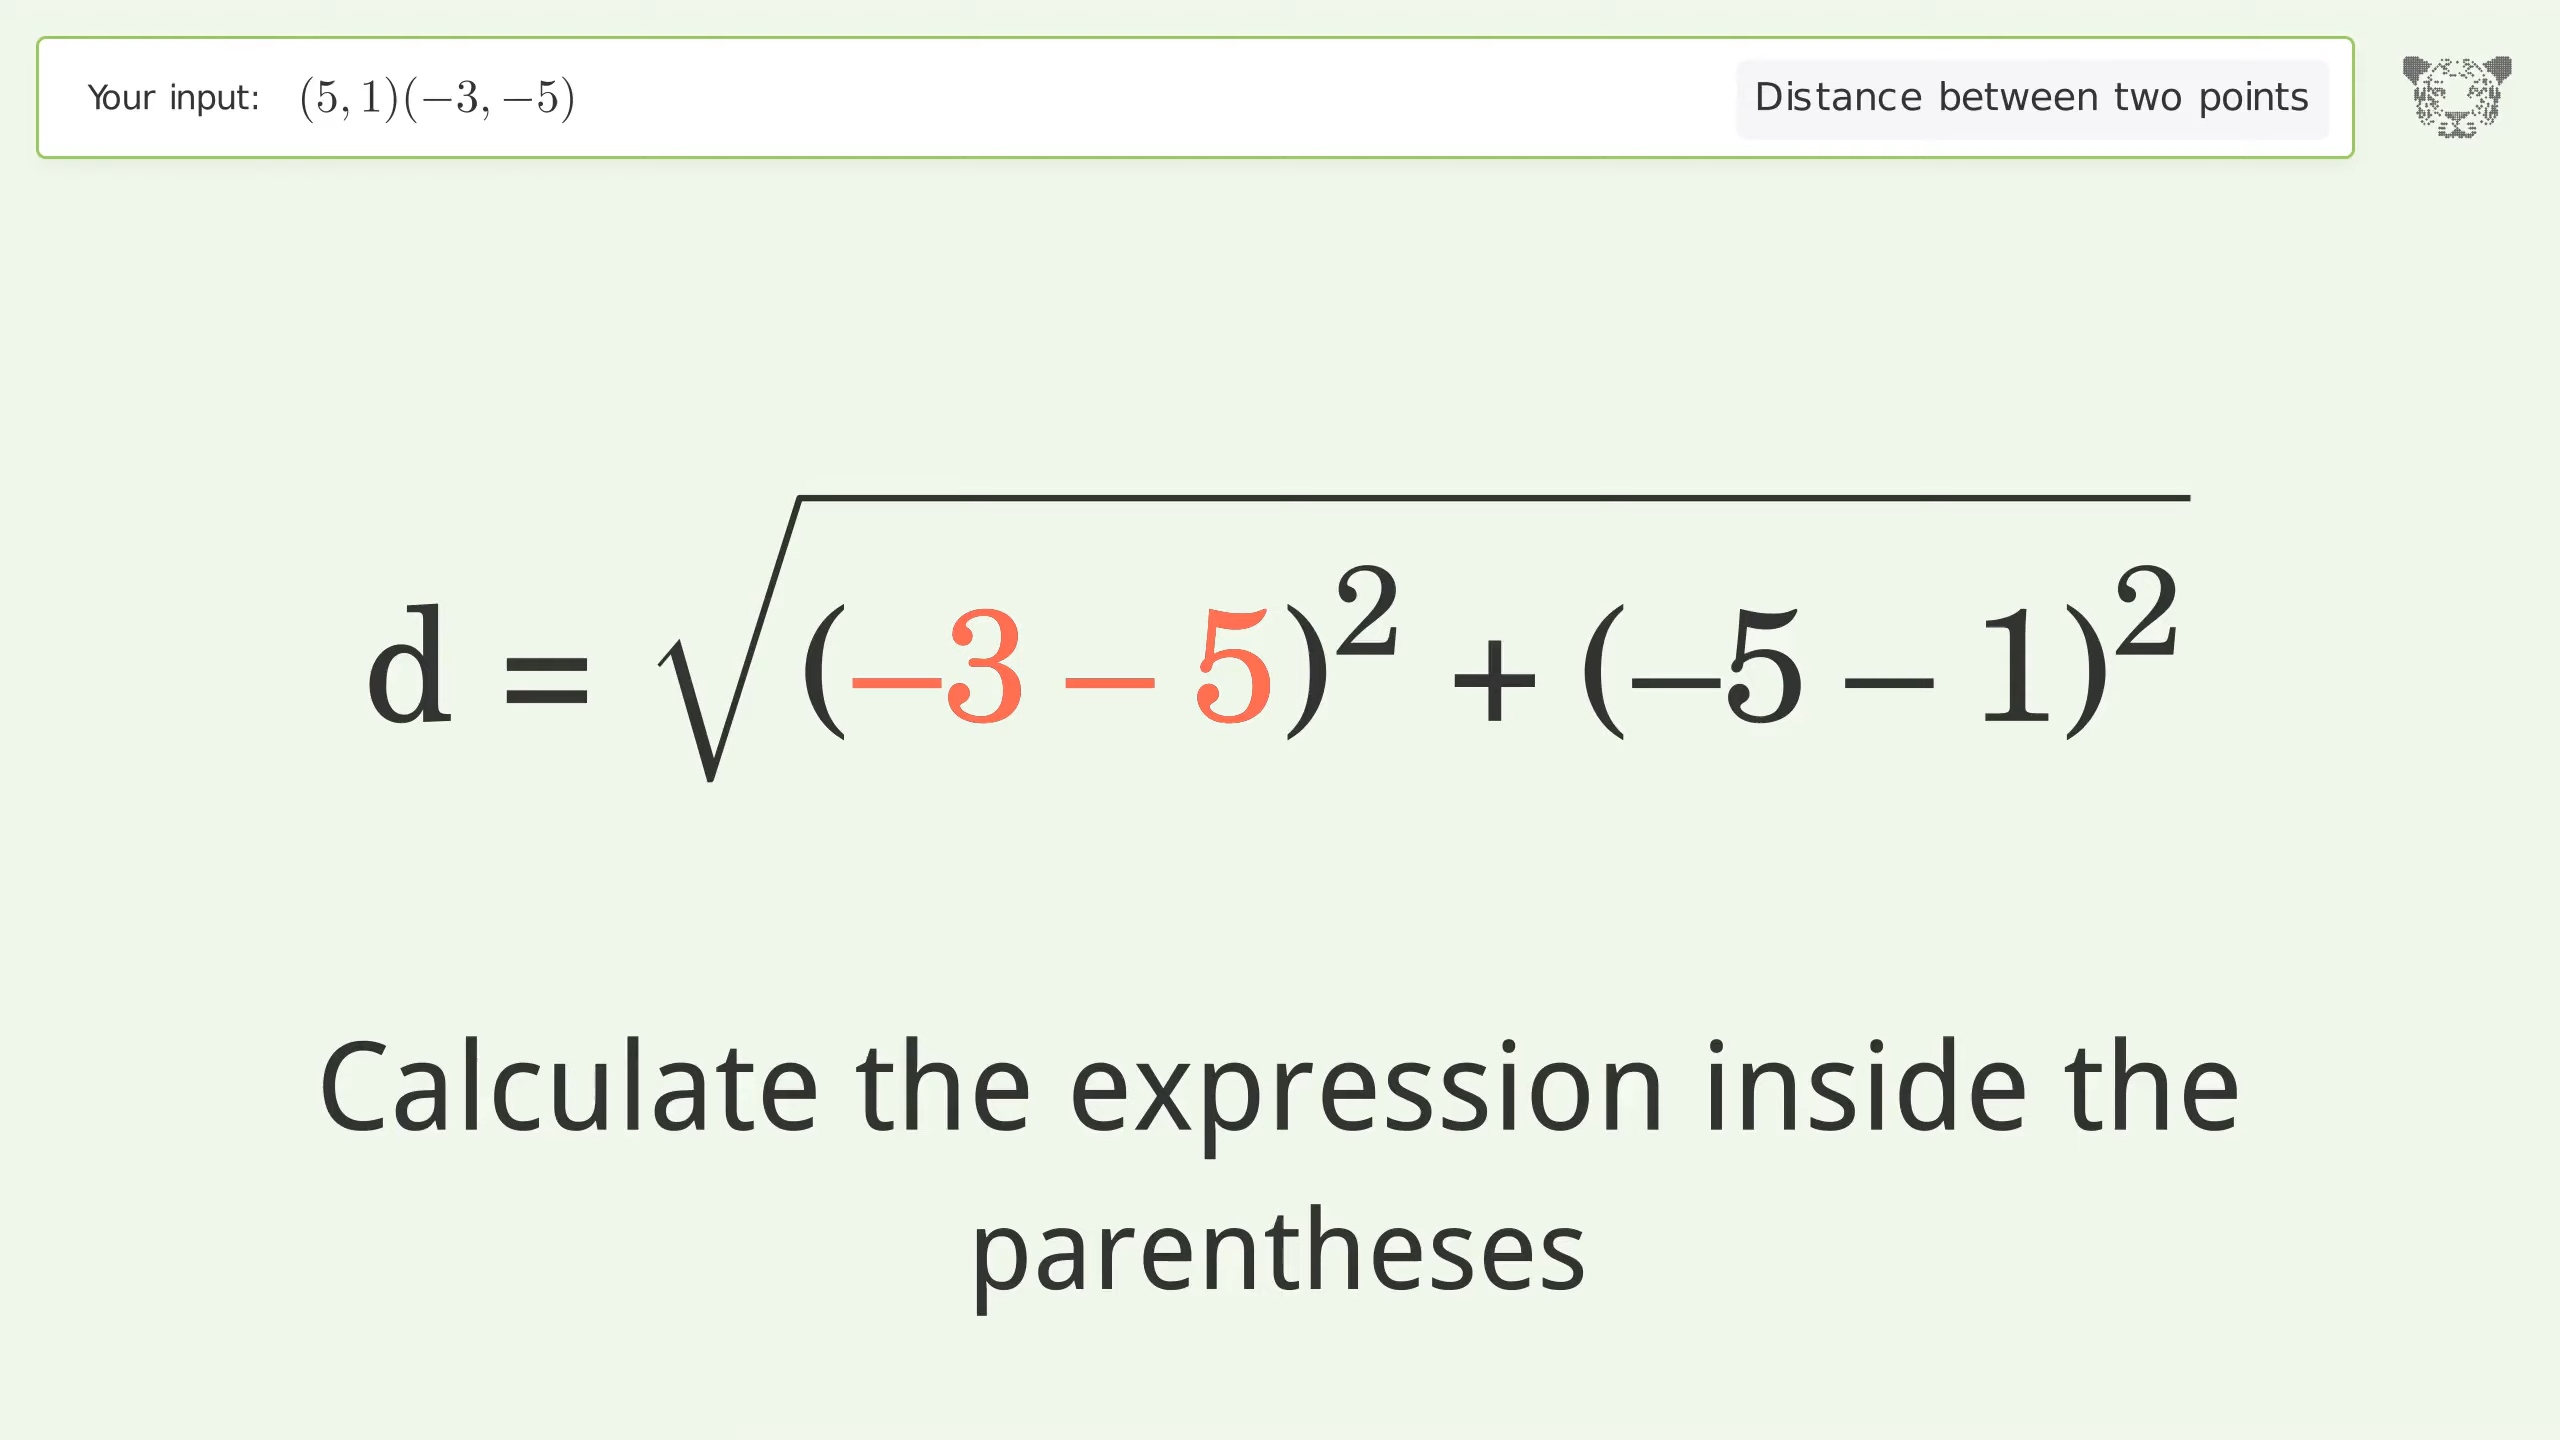 Your input: (5, 1)(−3, −5)
Distance between two points
d = √(−3 − 5)² + (−5 − 1)²
Calculate the expression inside the
parentheses